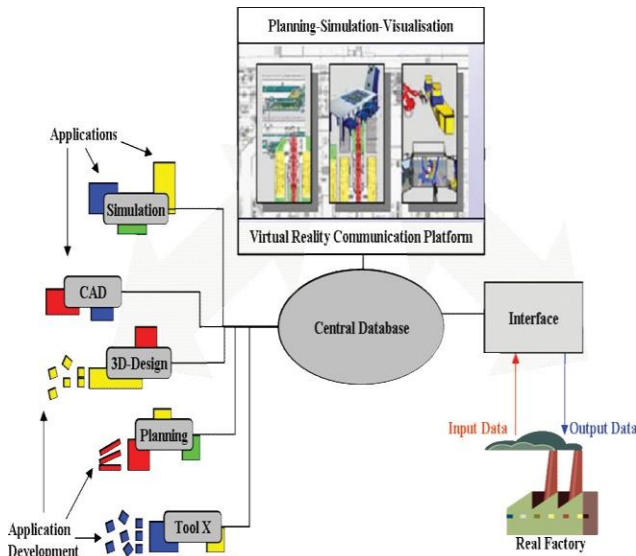 Planning-Simulation-Visualisation
Applications
Simulation
Virtual Reality Communication Platform
CAD
Central Database
Interface
3D-Design
Planning
Input Data
Output Data
Application
Development
Tool X
Real Factory